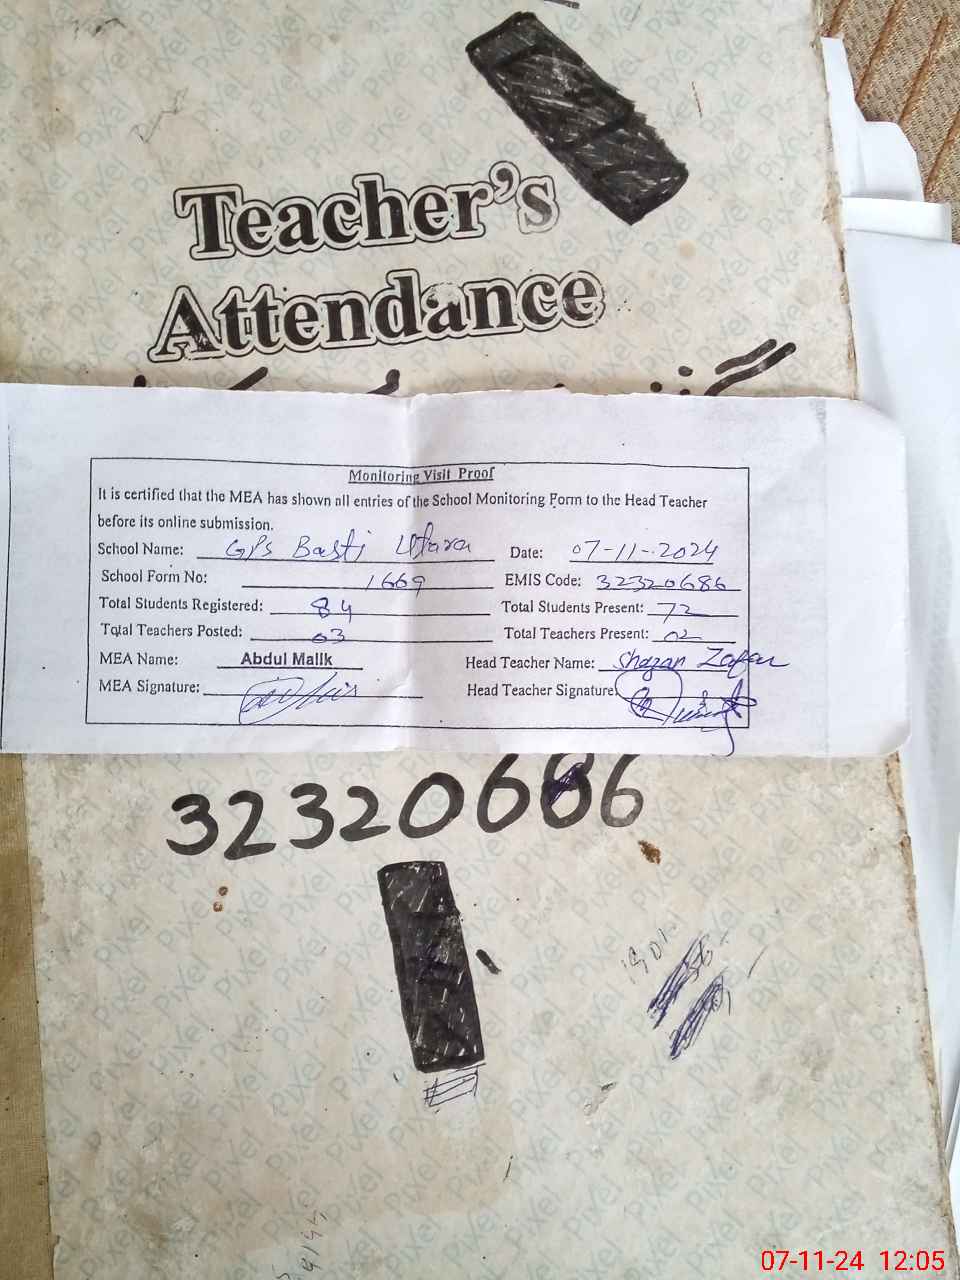 Teacher's
Attendance
Monitoring Visit Proof
It is certified that the MEA has shown all entries of the School Monitoring Form to the Head Teacher
before its online submission.
School Name: GPS Basti Date: 07-11-2024
School Form No: 1669 EMIS Code: 32320686
Total Students Registered: 84 Total Students Present: 72
Total Teachers Posted: 03 Total Teachers Present: 02
MEA Name: Abdul Malik Head Teacher Name: Zafar
MEA Signature: Head Teacher Signature:
32320686
07-11-24 12:05